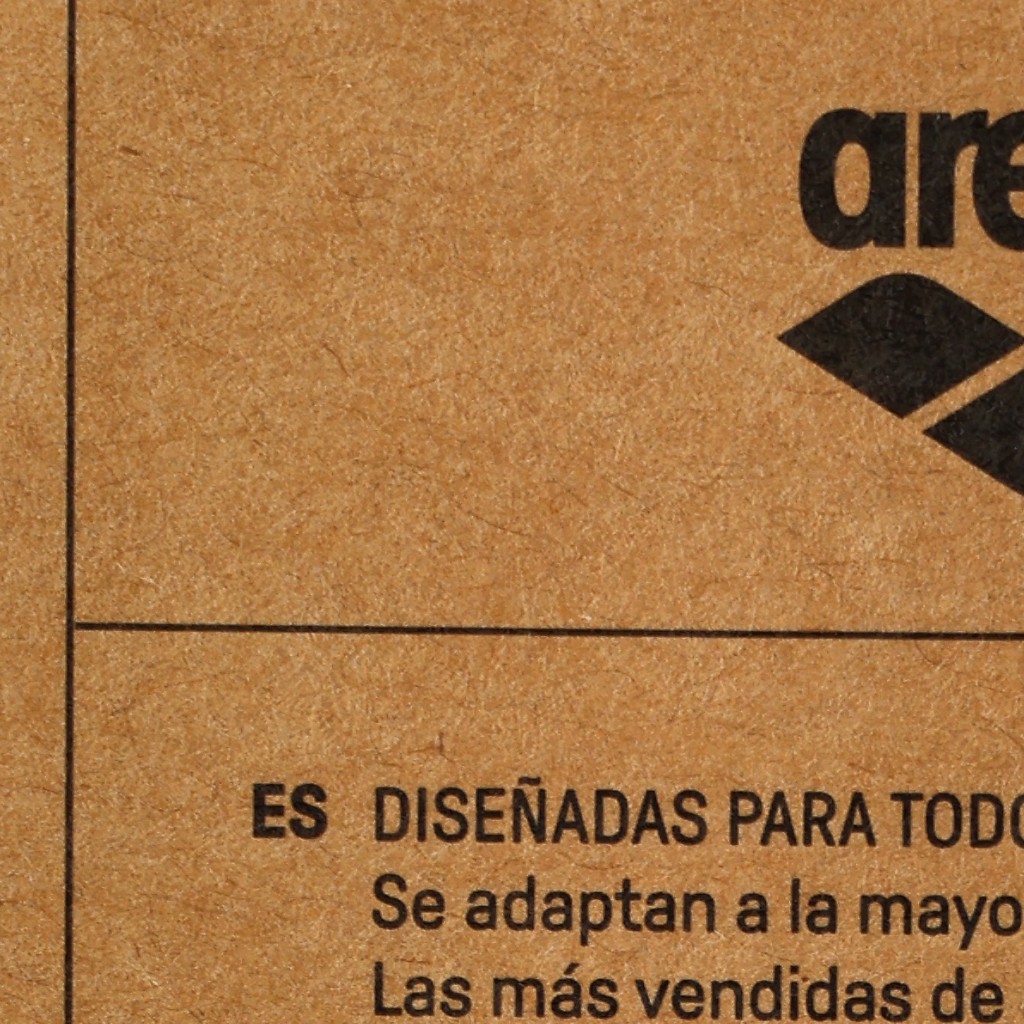 are
ES DISEÑADAS PARA TODO
Se adaptan a la mayo
Las más vendidas de